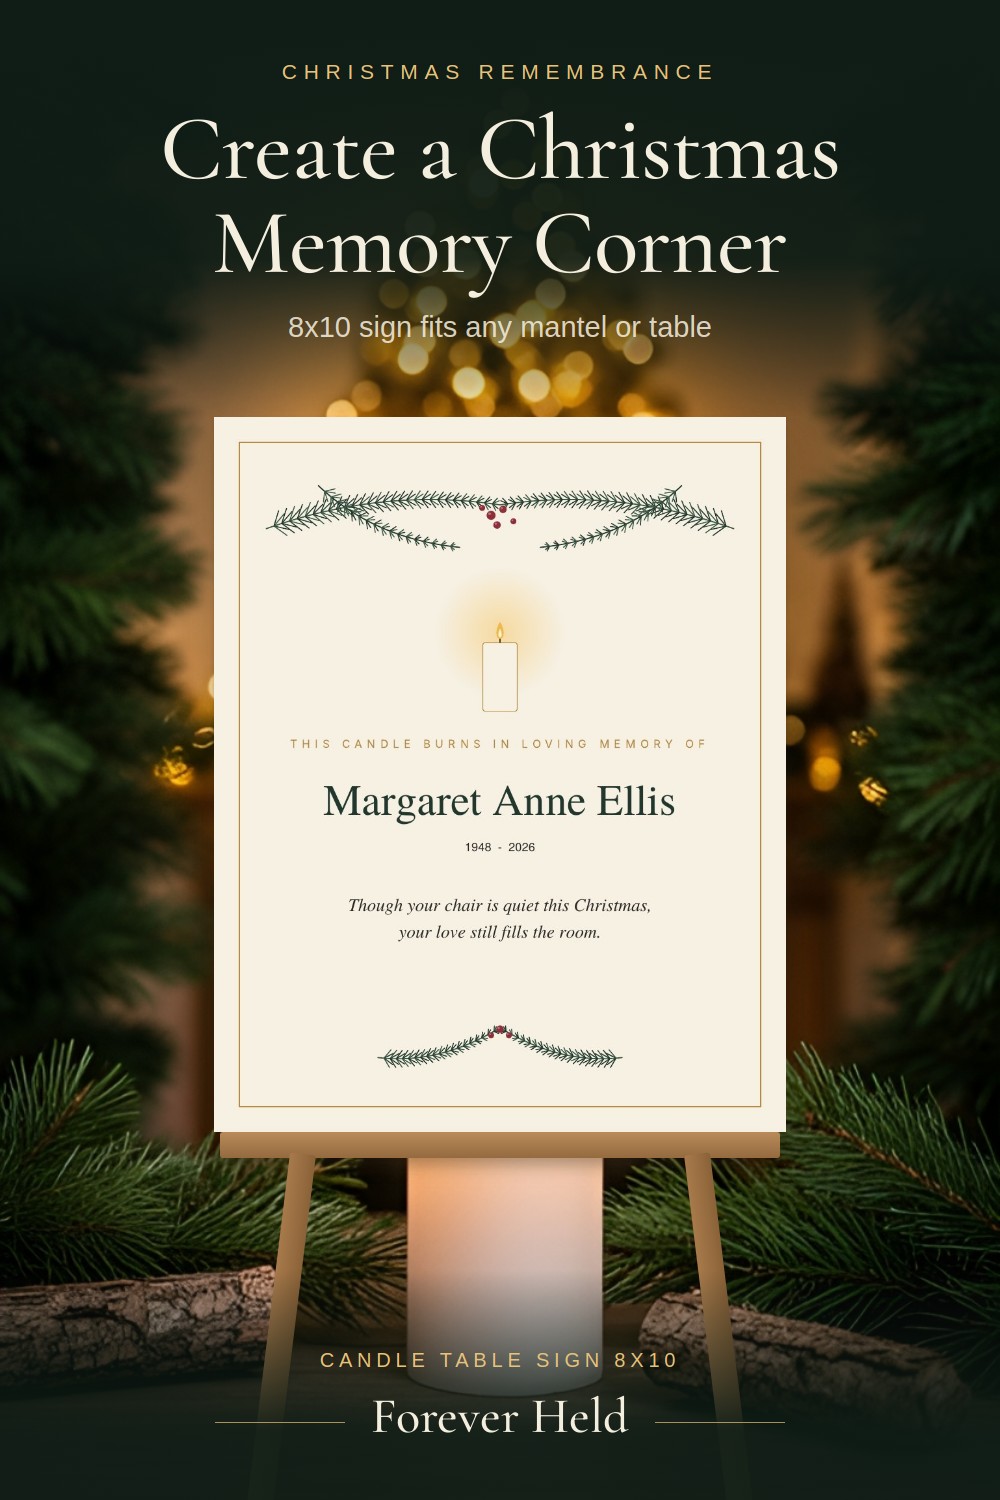 CHRISTMAS REMEMBRANCE
Create a Christmas
Memory Corner
8x10 sign fits any mantel or table
THIS CANDLE BURNS IN LOVING MEMORY OF
Margaret Anne Ellis
1948 - 2026
Though your chair is quiet this Christmas,
your love still fills the room.
CANDLE TABLE SIGN 8X10
Forever Held